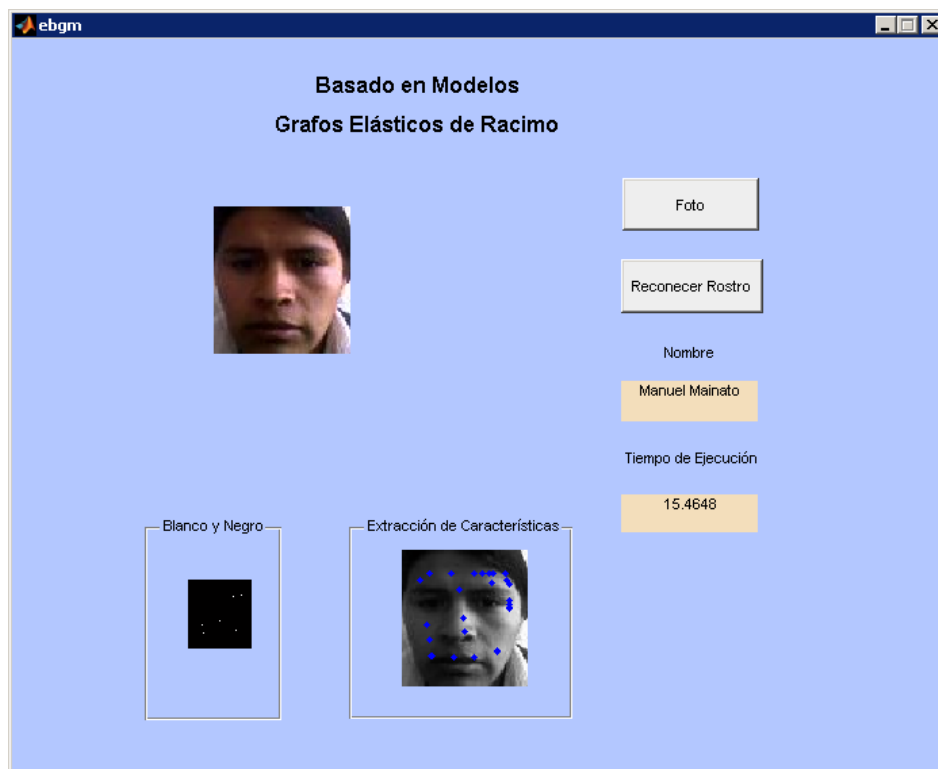 ebgm
Basado en Modelos
Grafos Elásticos de Racimo
Foto
Reconecer Rostro
Nombre
Manuel Mainato
Tiempo de Ejecución
15.4648
Blanco y Negro
Extracción de Características